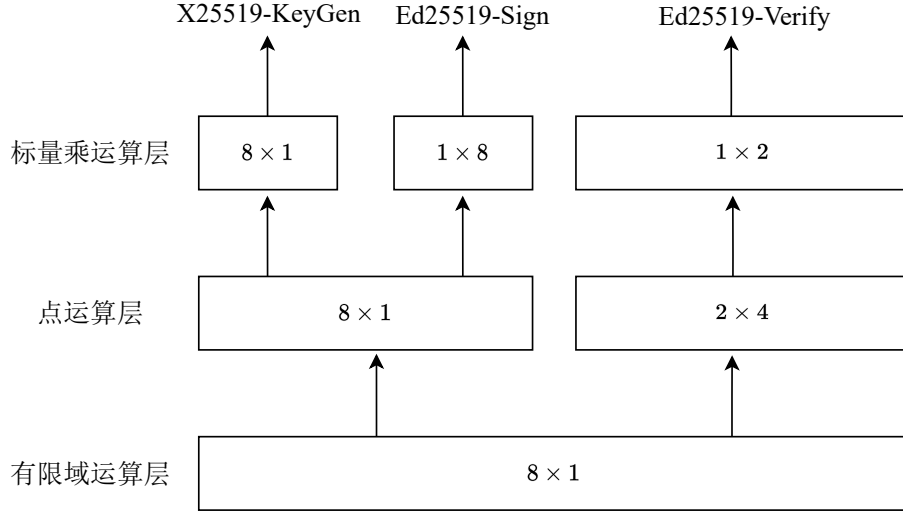 X25519-KeyGen Ed25519-Sign Ed25519-Verify
标量乘运算层 8 × 1 1 × 8 1 × 2
点运算层 8 × 1 2 × 4
有限域运算层 8 × 1